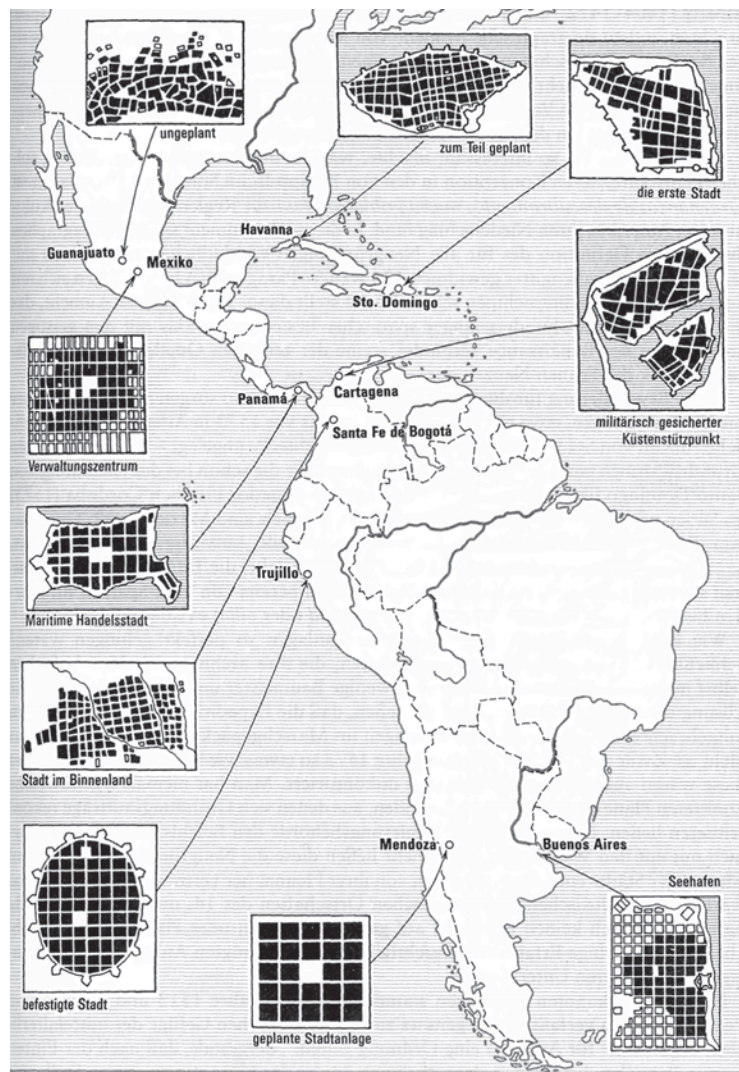 ungeplant
zum Teil geplant
die erste Stadt
Havanna
Guanajuato
Mexiko
Sto. Domingo
Panamá
Cartagena
Santa Fe de Bogotá
militärisch gesicherter
Küstenstützpunkt
Verwaltungszentrum
Trujillo
Maritime Handelsstadt
Stadt im Binnenland
Mendoza
Buenos Aires
Seehafen
befestigte Stadt
geplante Stadtanlage